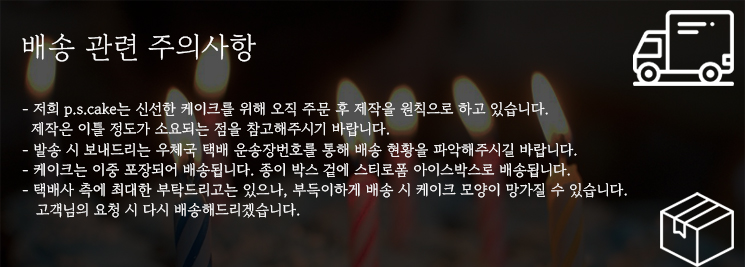 배송 관련 주의사항
- 저희 p.s.cake는 신선한 케이크를 위해 오직 주문 후 제작을 원칙으로 하고 있습니다.
제작은 이틀 정도가 소요되는 점을 참고해주시기 바랍니다.
- 발송 시 보내드리는 우체국 택배 운송장번호를 통해 배송 현황을 파악해주시길 바랍니다.
- 케이크는 이중 포장되어 배송됩니다. 종이 박스 겉에 스티로폼 아이스박스로 배송됩니다.
- 택배사 측에 최대한 부탁드리고는 있으나, 부득이하게 배송 시 케이크 모양이 망가질 수 있습니다.
고객님의 요청 시 다시 배송해드리겠습니다.